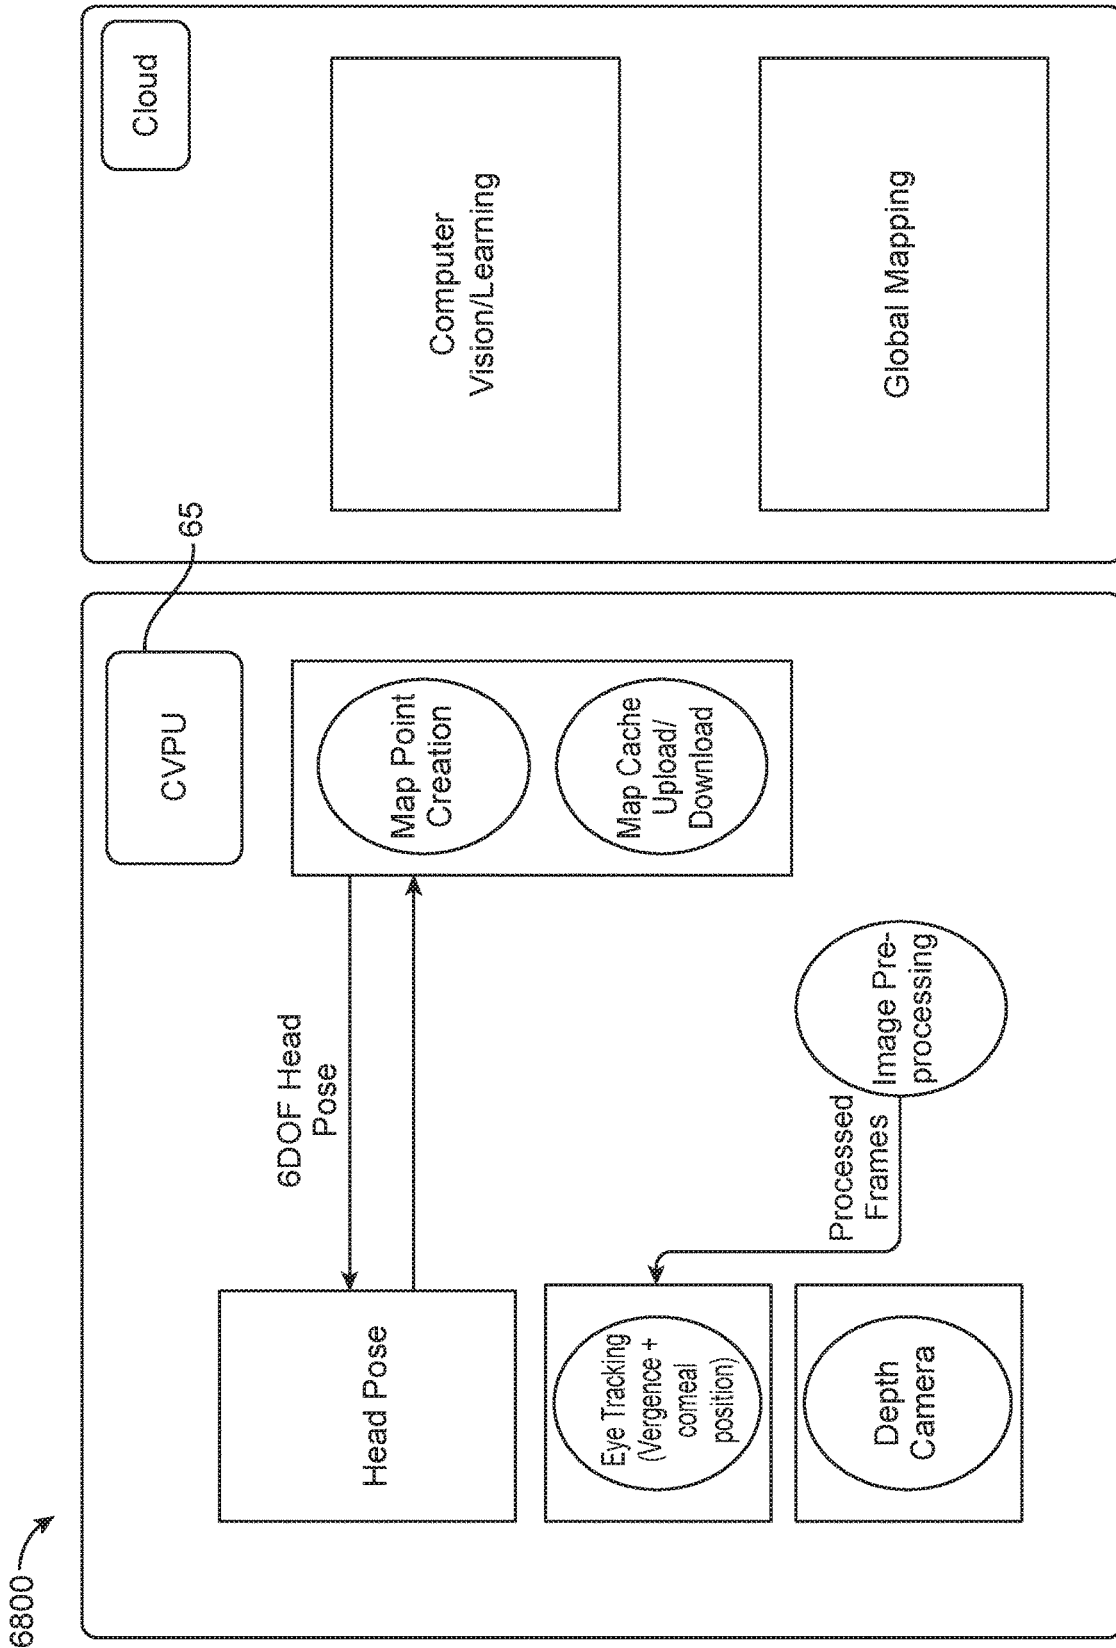 6800
CVPU
65
Cloud
6DOF Head
Pose
Head Pose
Map Point
Creation
Map Cache
Upload/
Download
Eye Tracking
(Vergence +
comeal
position)
Processed
Frames
Image Pre-
processing
Depth
Camera
Computer
Vision/Learning
Global Mapping